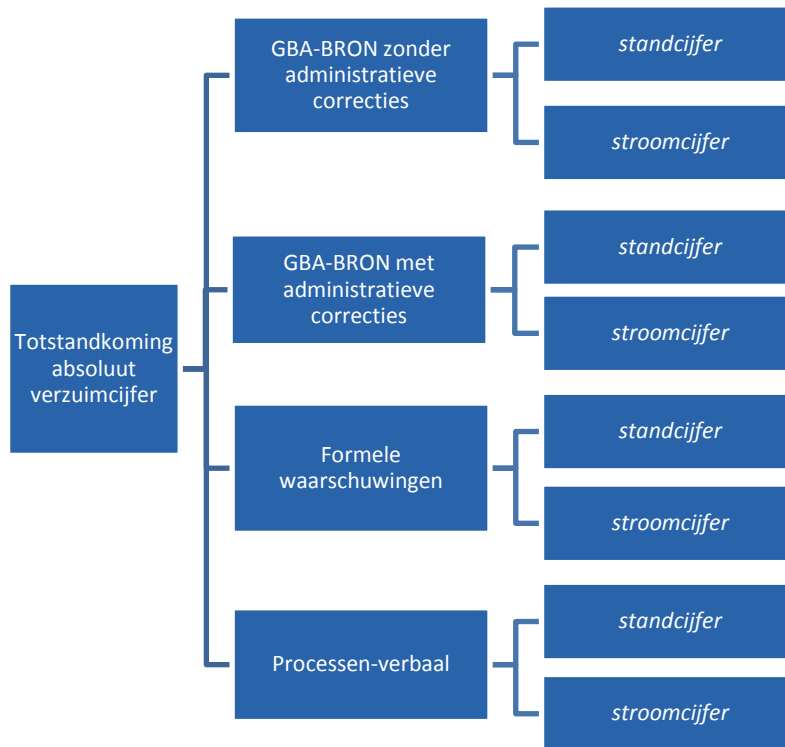 GBA-BRON zonder
administratieve
correcties
standcijfer
stroomcijfer
GBA-BRON met
administratieve
correcties
standcijfer
stroomcijfer
Totstandkoming
absoluut
verzuimcijfer
Formele
waarschuwingen
standcijfer
stroomcijfer
Processen-verbaal
standcijfer
stroomcijfer